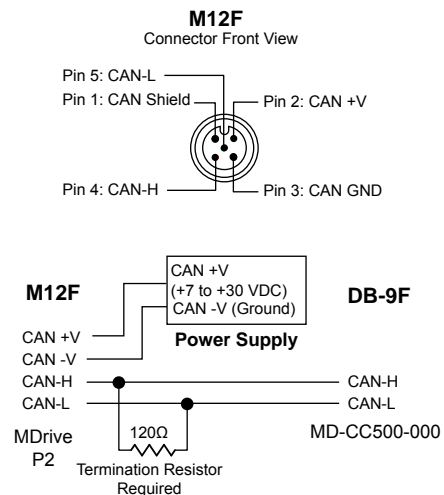 M12F
Connector Front View
Pin 5: CAN-L
Pin 1: CAN Shield
Pin 2: CAN +V
Pin 4: CAN-H
Pin 3: CAN GND
M12F
CAN +V
(+7 to +30 VDC)
CAN -V (Ground)
DB-9F
Power Supply
CAN +V
CAN -V
CAN-H
CAN-H
CAN-L
CAN-L
MDrive
P2
120Ω
MD-CC500-000
Termination Resistor
Required